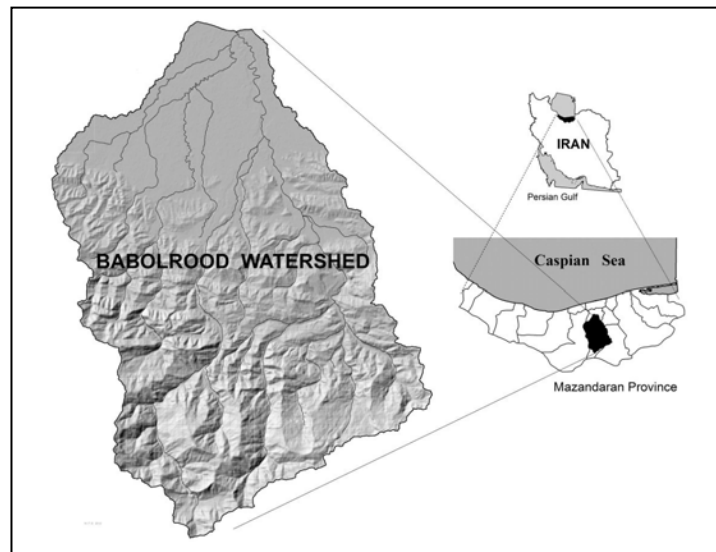 BABOLROOD WATERSHED
IRAN
Persian Gulf
Caspian Sea
Mazandaran Province